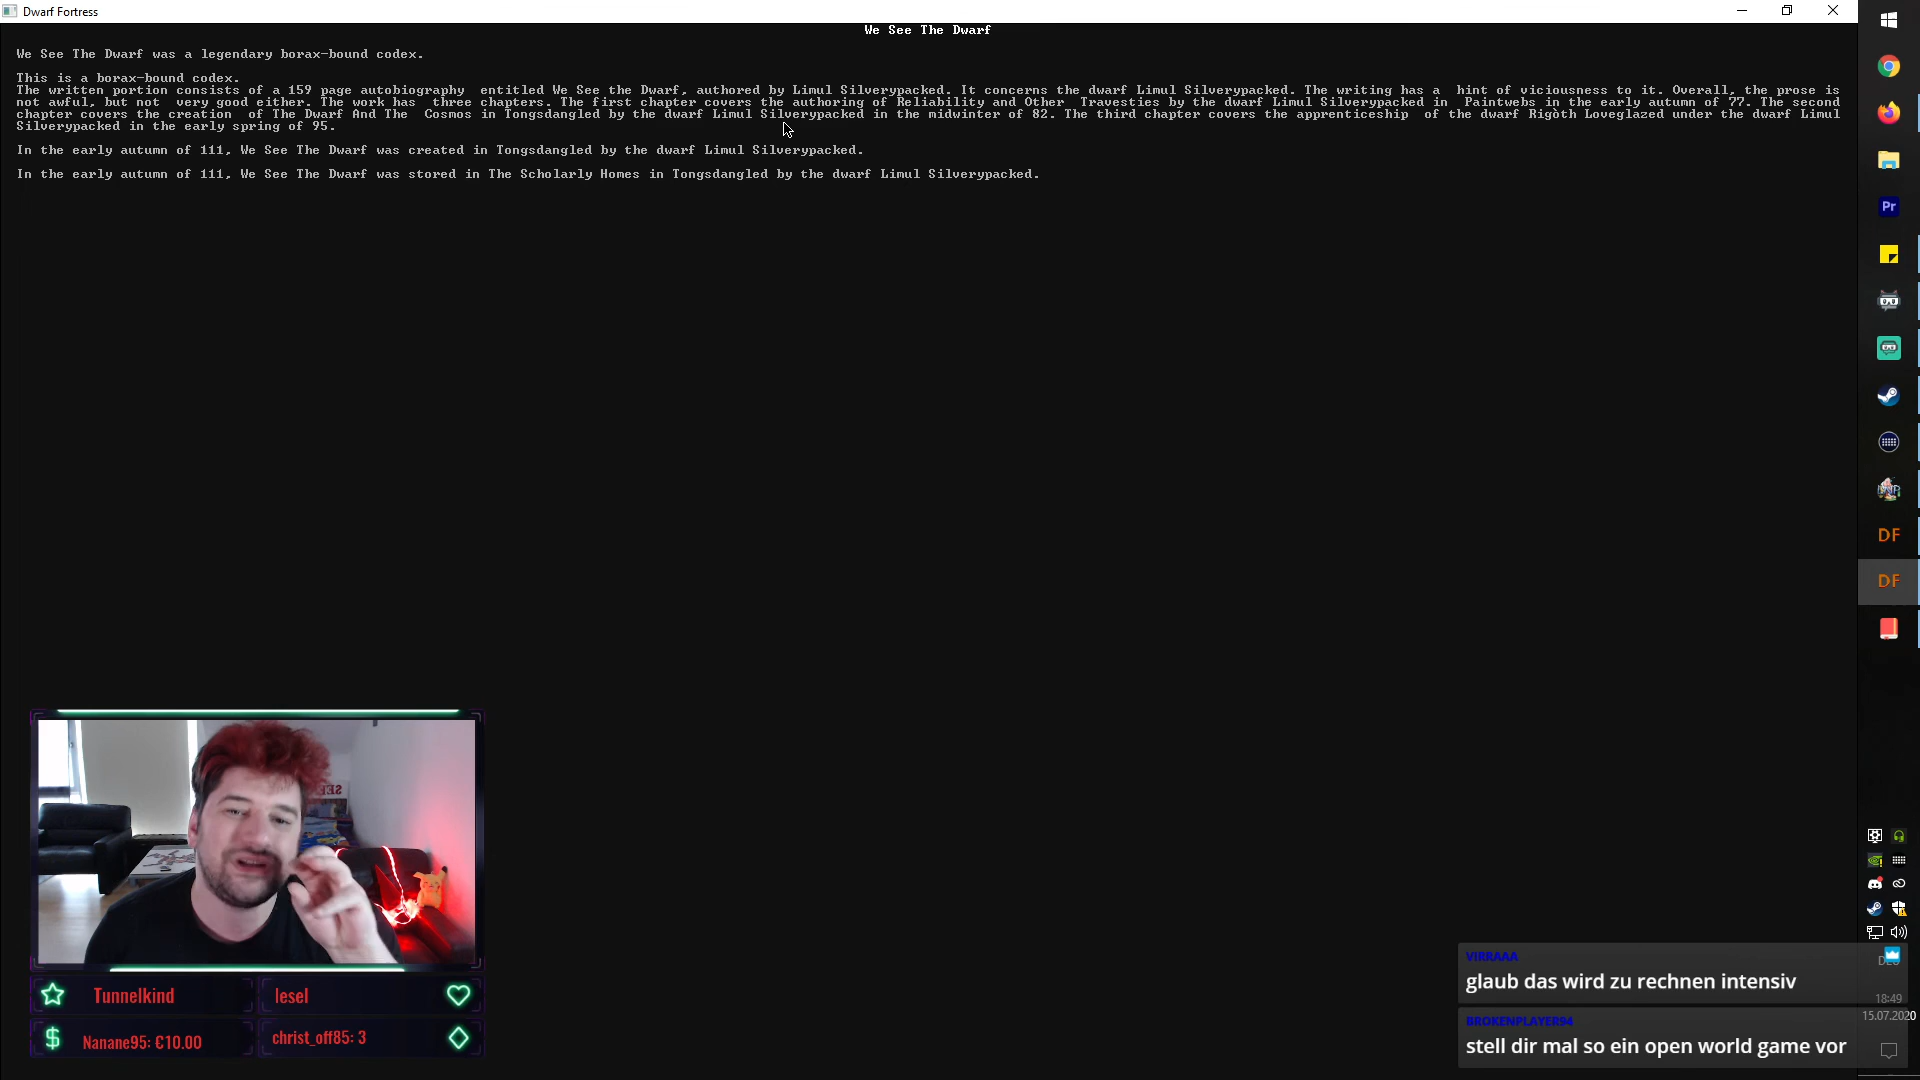 Dwarf Fortress
We See The Dwarf
We See The Dwarf was a legendary borax-bound codex.
This is a borax-bound codex.
The written portion consists of a 159 page autobiography  entitled We See the Dwarf, authored by Limul Silverypacked. It concerns the dwarf Limul Silverypacked. The writing has a  hint of viciousness to it. Overall, the prose is
not awful, but not  very good either. The work has  three chapters. The first chapter covers the authoring of Reliability and Other  Travesties by the dwarf Limul Silverypacked in  Paintwebs in the early autumn of 77. The second
chapter covers the creation  of The Dwarf And The  Cosmos in Tongsdangled by the dwarf Limul Silverypacked in the midwinter of 82. The third chapter covers the apprenticeship  of the dwarf Rigòth Loveglazed under the dwarf Limul
Silverypacked in the early spring of 95.
In the early autumn of 111, We See The Dwarf was created in Tongsdangled by the dwarf Limul Silverypacked.
In the early autumn of 111, We See The Dwarf was stored in The Scholarly Homes in Tongsdangled by the dwarf Limul Silverypacked.
Pr
DF
DF
Tunnelkind
lesel
Nanane95: €10.00
christ_off85: 3
VIRRAAA
glaub das wird zu rechnen intensiv
BROKENPLAYER94
stell dir mal so ein open world game vor
18:49
15.07.2020